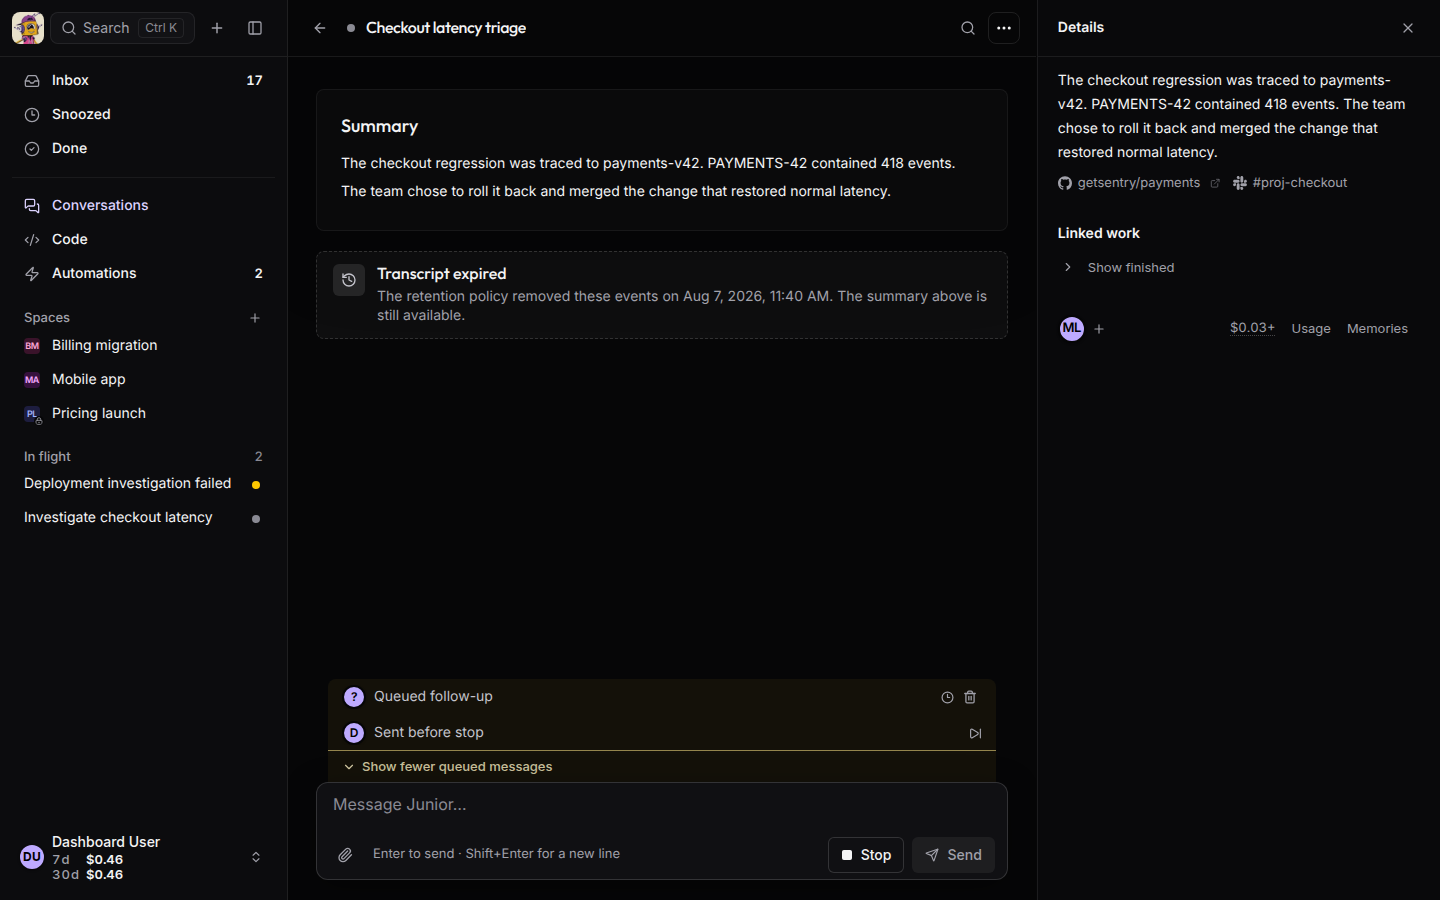 Search Ctrl K
Inbox 17
Snoozed
Done
Conversations
Code
Automations 2
Spaces
BM Billing migration
MA Mobile app
PL Pricing launch
In flight 2
Deployment investigation failed
Investigate checkout latency
DU Dashboard User
7d $0.46
30d $0.46
Checkout latency triage
Summary
The checkout regression was traced to payments-v42. PAYMENTS-42 contained 418 events.
The team chose to roll it back and merged the change that restored normal latency.
Transcript expired
The retention policy removed these events on Aug 7, 2026, 11:40 AM. The summary above is
still available.
? Queued follow-up
D Sent before stop
Show fewer queued messages
Message Junior...
Enter to send · Shift+Enter for a new line
Stop
Send
Details
The checkout regression was traced to payments-
v42. PAYMENTS-42 contained 418 events. The team
chose to roll it back and merged the change that
restored normal latency.
getsentry/payments #proj-checkout
Linked work
Show finished
ML $0.03+ Usage Memories